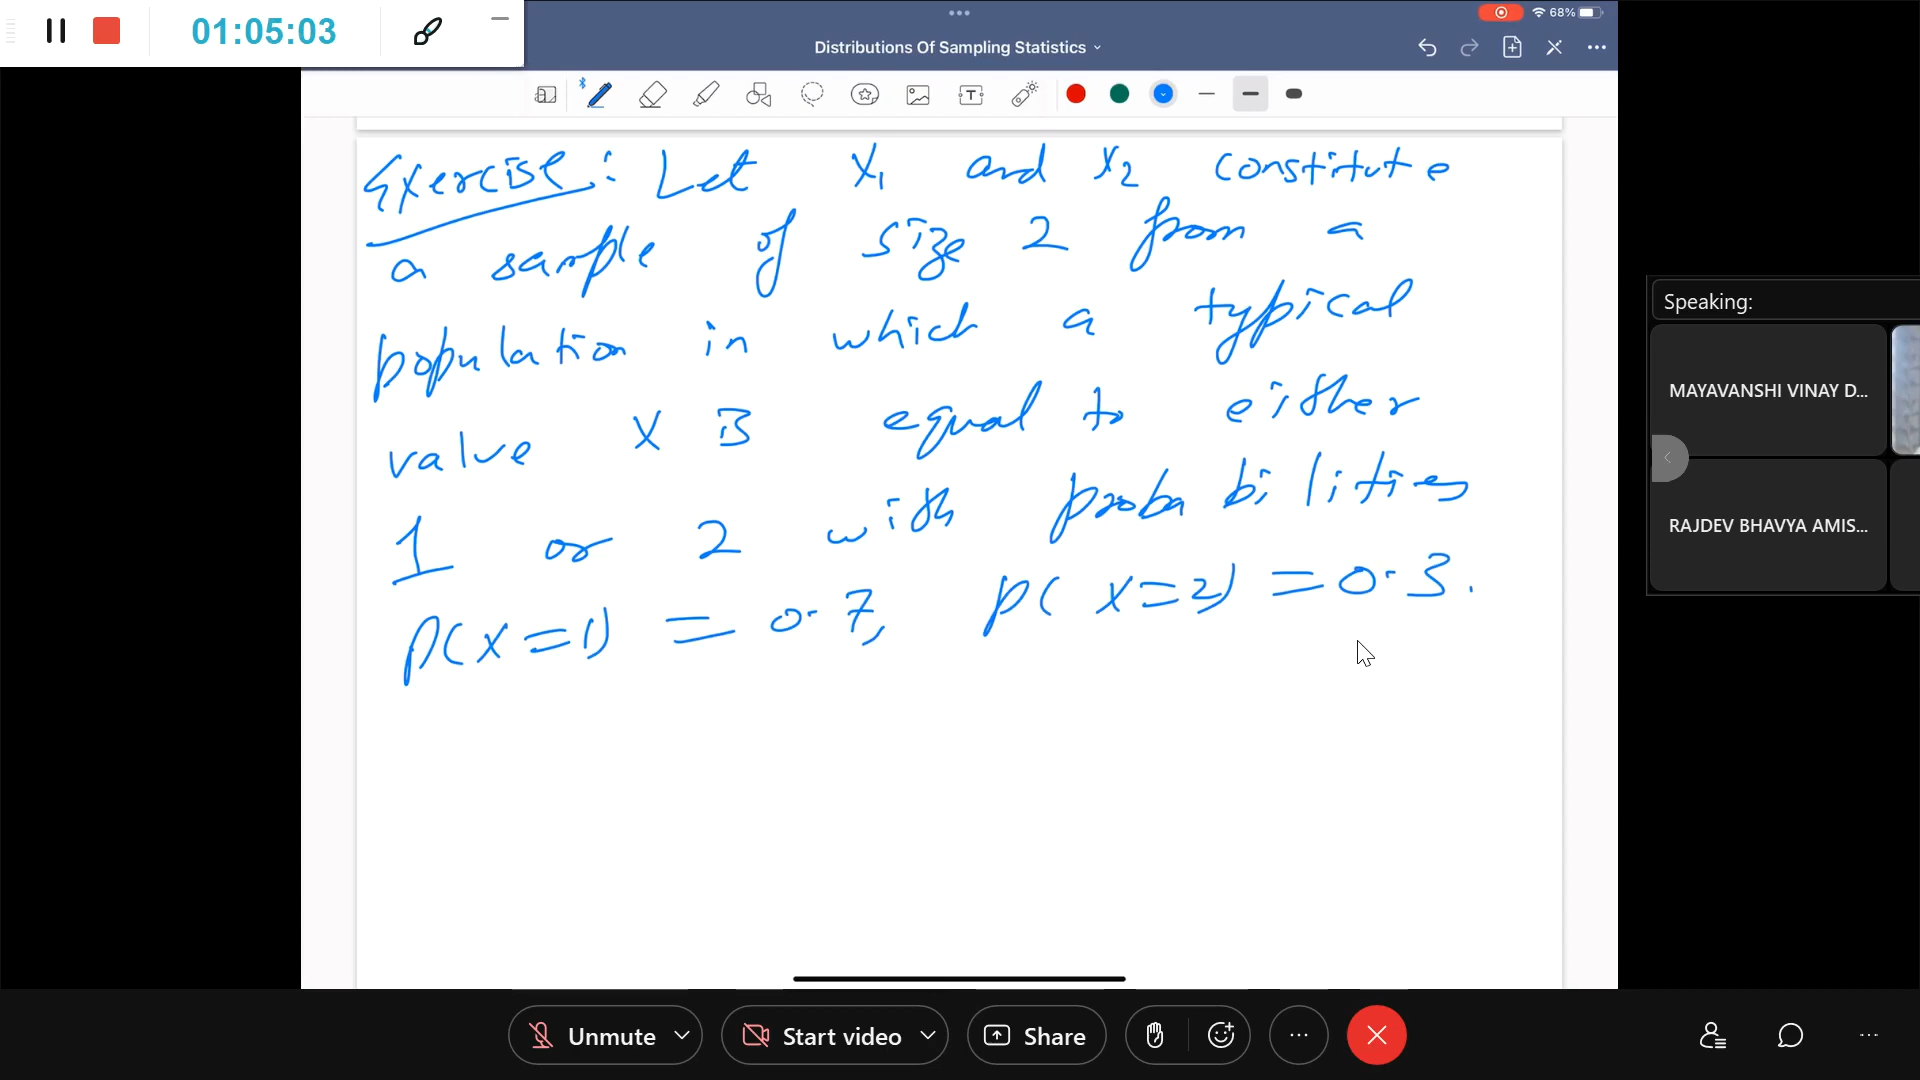 01:05:03
68%
Distributions Of Sampling Statistics
Exercise: Let X1 and X2 constitute
a sample of size 2 from a
population in which a typical
value X is equal to either
1 or 2 with probabilities
P(X=1) = 0.7, P(X=2) = 0.3.
Speaking:
MAYAVANSHI VINAY D...
RAJDEV BHAVYA AMIS...
Unmute
Start video
Share